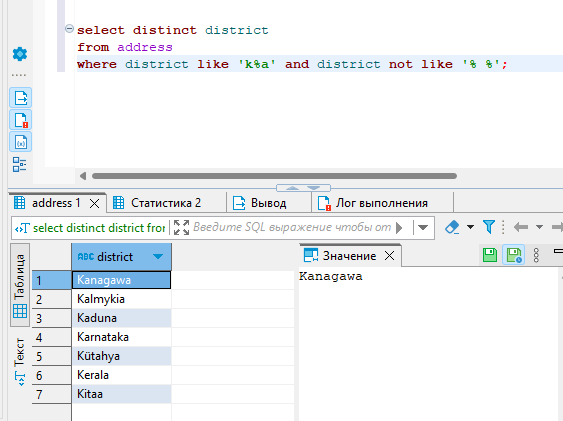 select distinct district
from address
where district like 'k%a' and district not like '% %';
address 1
Статистика 2
Вывод
Лог выполнения
select distinct district from
Введите SQL выражение чтобы от
Таблица
Текст
ABC district
Значение
1 Kanagawa
Kanagawa
2 Kalmykia
3 Kaduna
4 Karnataka
5 Kütahya
6 Kerala
7 Kitaa